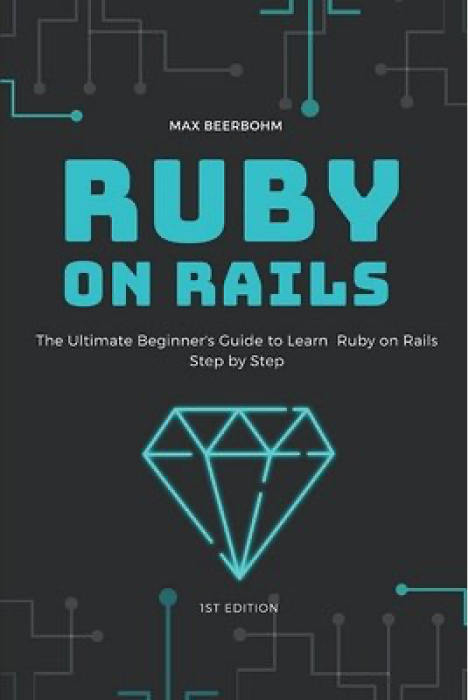 MAX BEERBOHM
RUBY
ON RAILS
The Ultimate Beginner's Guide to Learn Ruby on Rails
Step by Step
1ST EDITION